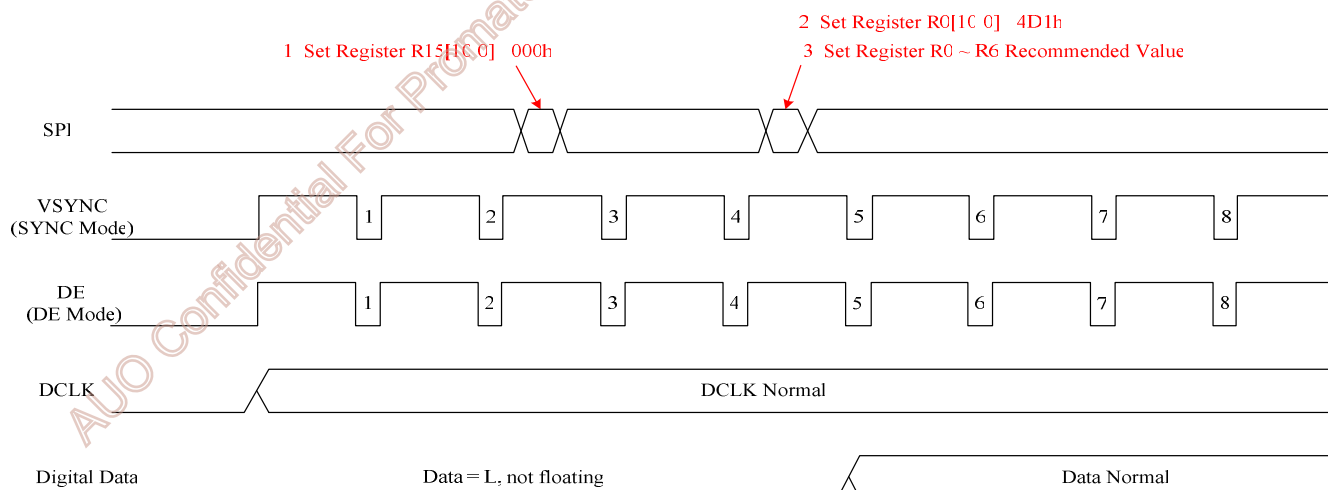 2 Set Register R0[10 0] 4D1h
1 Set Register R15[10 0] 000h
3 Set Register R0 ~ R6 Recommended Value
SPI
VSYNC
(SYNC Mode)
1 2 3 4 5 6 7 8
DE
(DE Mode)
1 2 3 4 5 6 7 8
DCLK
DCLK Normal
Digital Data
Data = L, not floating
Data Normal
AUO Confidential For